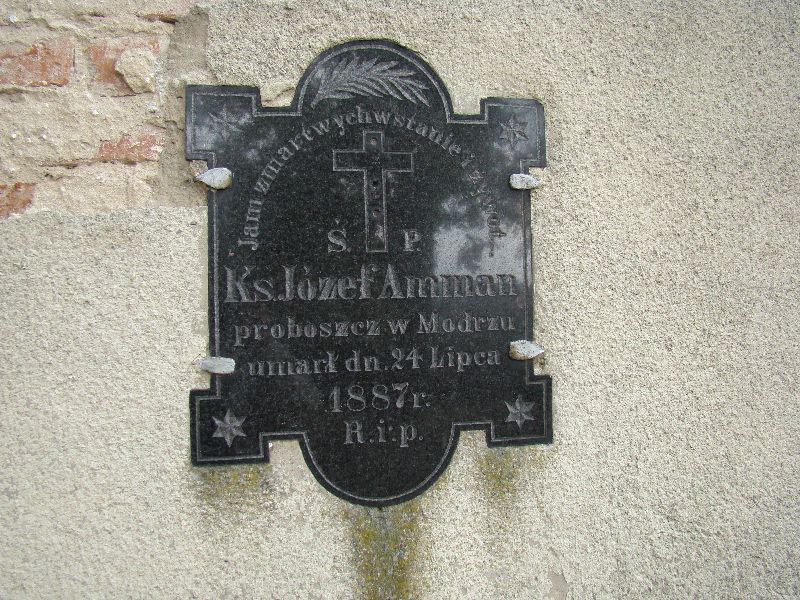 Jam zmartwychwstanie i żywot...
Ś P
Ks. Józef Amman
proboszcz w Modrzu
umarł dn. 24 Lipca
1887 r.
R. i. p.